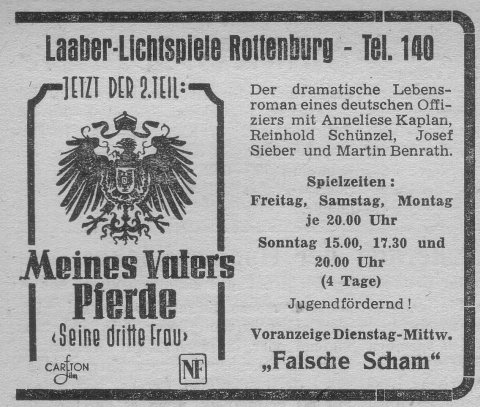 Laaber-Lichtspiele Rottenburg - Tel. 140
JETZT DER 2.TEIL:
Meines Vaters
Pferde
‹Seine dritte Frau›
CARLTON
film
NF
Der dramatische Lebens-
roman eines deutschen Offi-
ziers mit Anneliese Kaplan,
Reinhold Schünzel, Josef
Sieber und Martin Benrath.
Spielzeiten:
Freitag, Samstag, Montag
je 20.00 Uhr
Sonntag 15.00, 17.30 und
20.00 Uhr
(4 Tage)
Jugendfördernd!
Voranzeige Dienstag-Mittw.
„Falsche Scham“